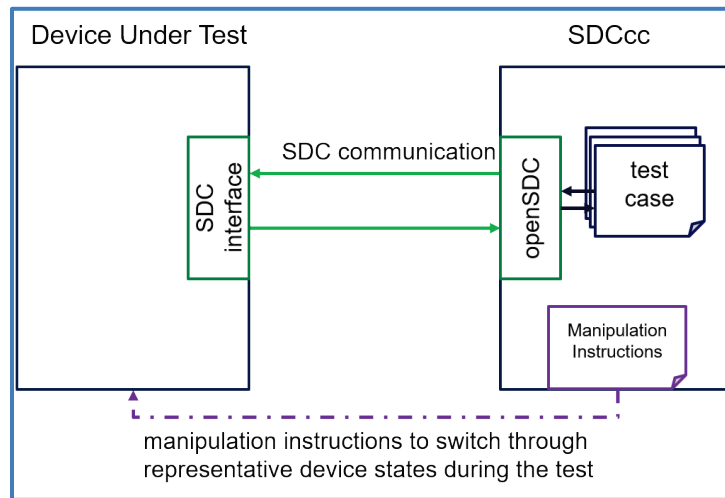 Device Under Test
SDCcc
SDC communication
SDC
interface
openSDC
test
case
Manipulation
Instructions
manipulation instructions to switch through
representative device states during the test